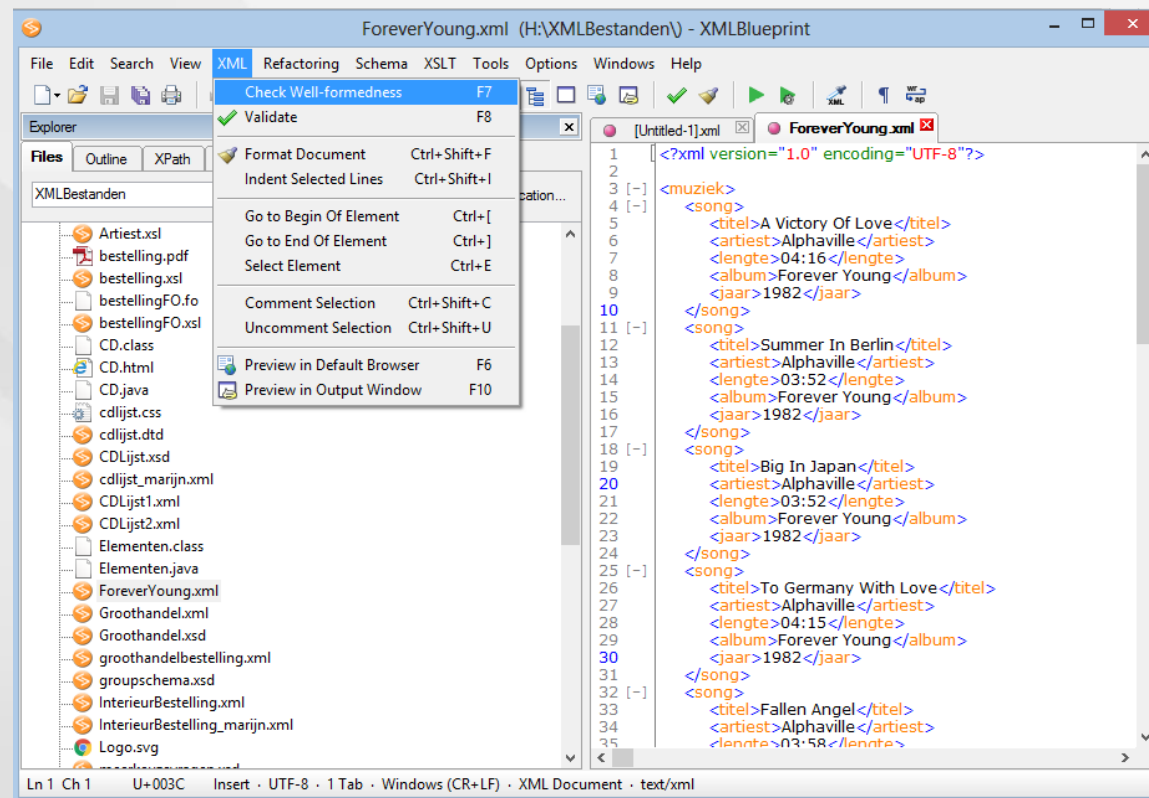 ForeverYoung.xml (H:\XMLBestanden\) - XMLBlueprint
File Edit Search View XML Refactoring Schema XSLT Tools Options Windows Help
Check Well-formedness F7
Validate F8
Format Document Ctrl+Shift+F
Indent Selected Lines Ctrl+Shift+I
Go to Begin Of Element Ctrl+[
Go to End Of Element Ctrl+]
Select Element Ctrl+E
Comment Selection Ctrl+Shift+C
Uncomment Selection Ctrl+Shift+U
Preview in Default Browser F6
Preview in Output Window F10
Explorer
Files Outline XPath
XMLBestanden
Artiest.xsl
bestelling.pdf
bestelling.xsl
bestellingFO.fo
bestellingFO.xsl
CD.class
CD.html
CD.java
cdlijst.css
cdlijst.dtd
CDLijst.xsd
cdlijst_marijn.xml
CDLijst1.xml
CDLijst2.xml
Elementen.class
Elementen.java
ForeverYoung.xml
Groothandel.xml
Groothandel.xsd
groothandelbestelling.xml
groupschema.xsd
InterieurBestelling.xml
InterieurBestelling_marijn.xml
Logo.svg
[Untitled-1].xml ForeverYoung.xml
1 <?xml version="1.0" encoding="UTF-8"?>
2
3 [-] <muziek>
4 [-] <song>
5 <titel>A Victory Of Love</titel>
6 <artiest>Alphaville</artiest>
7 <lengte>04:16</lengte>
8 <album>Forever Young</album>
9 <jaar>1982</jaar>
10 </song>
11 [-] <song>
12 <titel>Summer In Berlin</titel>
13 <artiest>Alphaville</artiest>
14 <lengte>03:52</lengte>
15 <album>Forever Young</album>
16 <jaar>1982</jaar>
17 </song>
18 [-] <song>
19 <titel>Big In Japan</titel>
20 <artiest>Alphaville</artiest>
21 <lengte>03:52</lengte>
22 <album>Forever Young</album>
23 <jaar>1982</jaar>
24 </song>
25 [-] <song>
26 <titel>To Germany With Love</titel>
27 <artiest>Alphaville</artiest>
28 <lengte>04:15</lengte>
29 <album>Forever Young</album>
30 <jaar>1982</jaar>
31 </song>
32 [-] <song>
33 <titel>Fallen Angel</titel>
34 <artiest>Alphaville</artiest>
35 <lengte>03:58</lengte>
Ln 1 Ch 1 U+003C Insert · UTF-8 · 1 Tab · Windows (CR+LF) · XML Document · text/xml